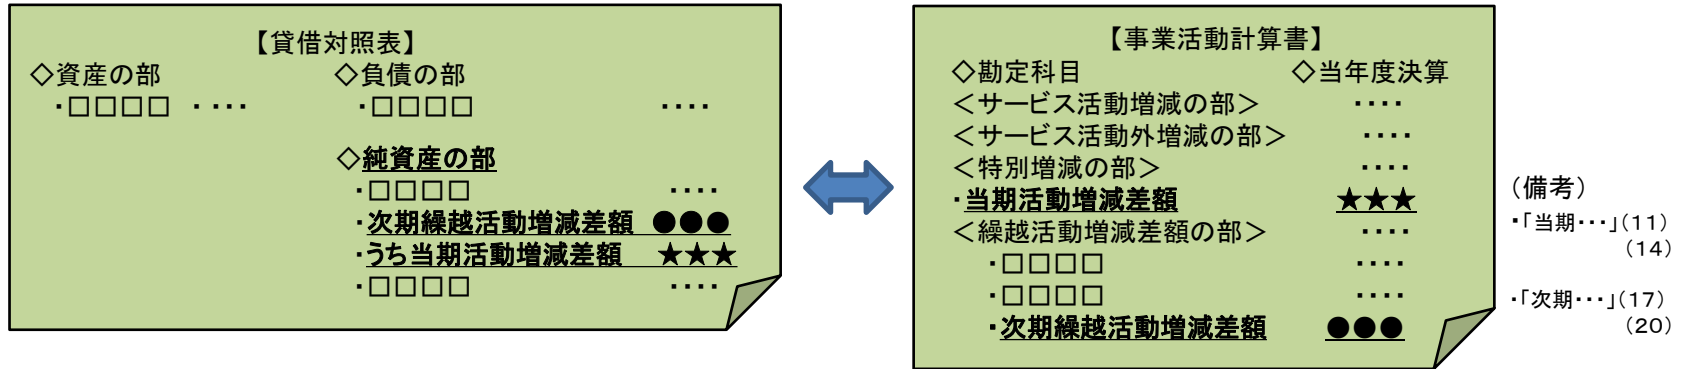 【貸借対照表】
◇資産の部 ◇負債の部
・□□□□ ・・・・ ・□□□□ ・・・・
◇純資産の部
・□□□□ ・・・・
・次期繰越活動増減差額 ●●●
・うち当期活動増減差額 ★★★
・□□□□ ・・・・
【事業活動計算書】
◇勘定科目 ◇当年度決算
＜サービス活動増減の部＞ ・・・・
＜サービス活動外増減の部＞ ・・・・
＜特別増減の部＞ ・・・・
・当期活動増減差額 ★★★
＜繰越活動増減差額の部＞ ・・・・
・□□□□ ・・・・
・□□□□ ・・・・
・次期繰越活動増減差額 ●●●
（備考）
・「当期・・・」（11）
（14）
・「次期・・・」（17）
（20）